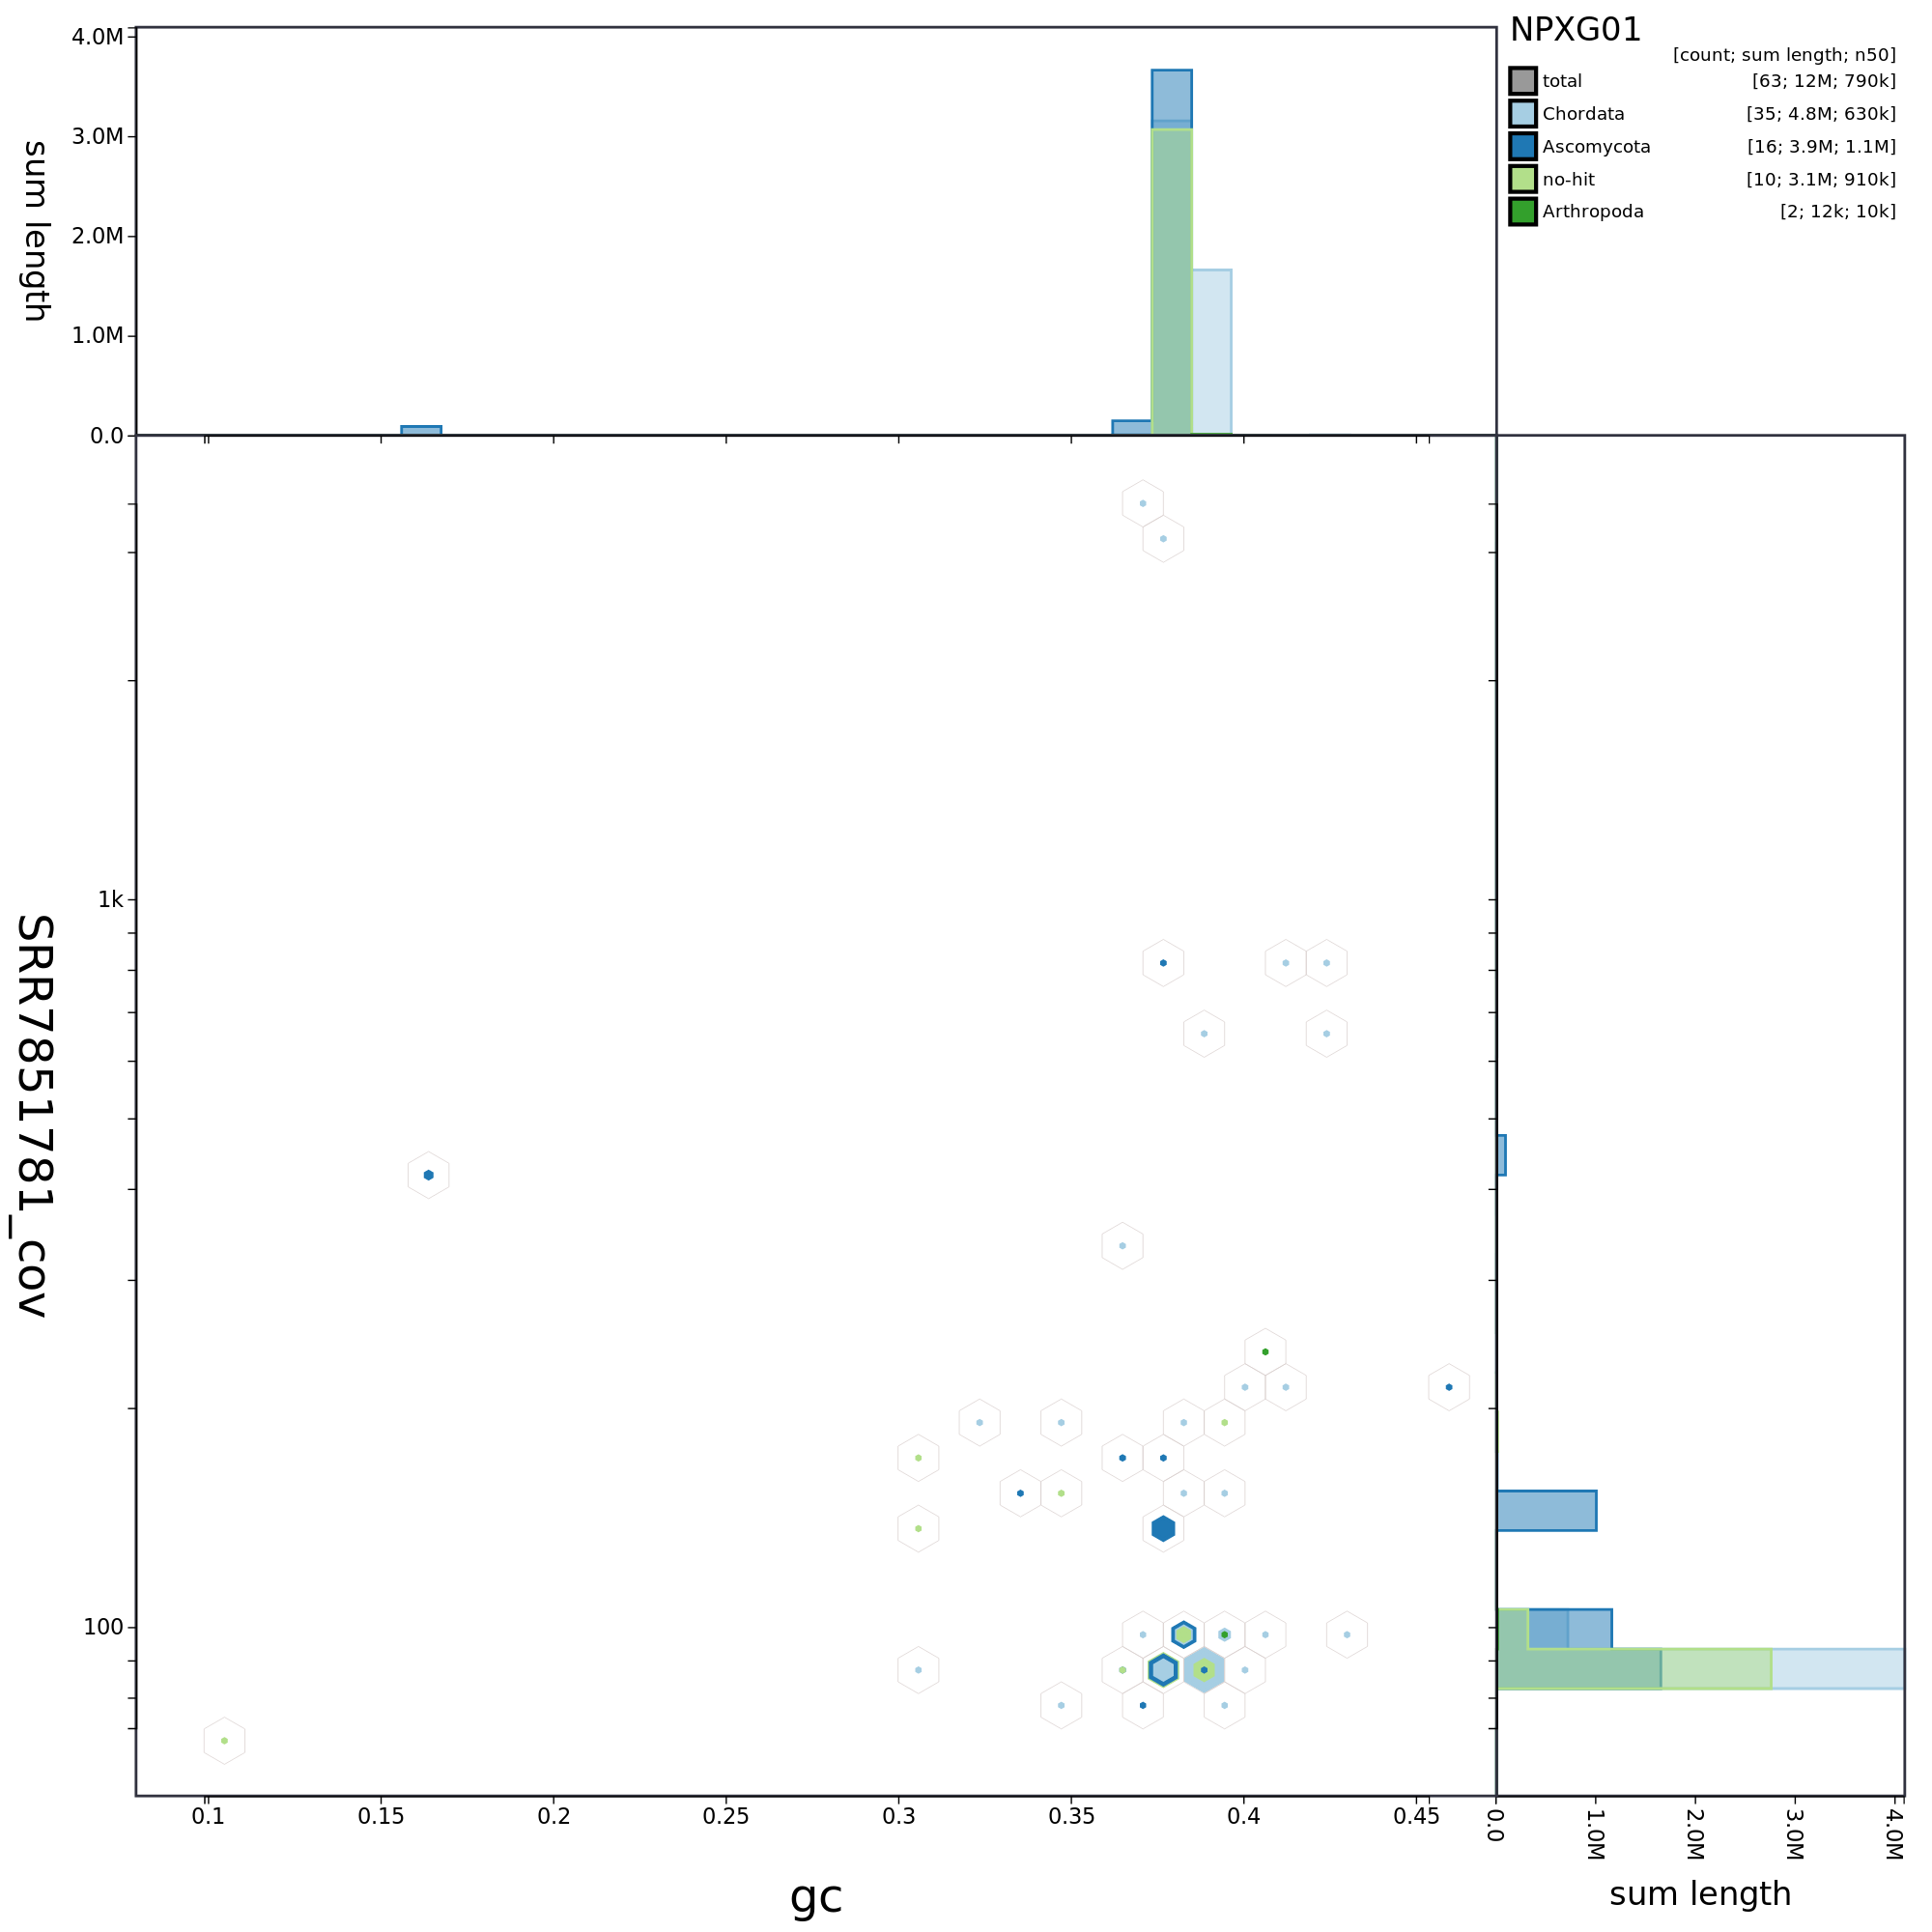 NPXG01
[count; sum length; n50]
total [63; 12M; 790k]
Chordata [35; 4.8M; 630k]
Ascomycota [16; 3.9M; 1.1M]
no-hit [10; 3.1M; 910k]
Arthropoda [2; 12k; 10k]
sum length
4.0M
3.0M
2.0M
1.0M
0.0
SRR7851781_cov
1k
100
0.1 0.15 0.2 0.25 0.3 0.35 0.4 0.45
gc
0.0 1.0M 2.0M 3.0M 4.0M
sum length